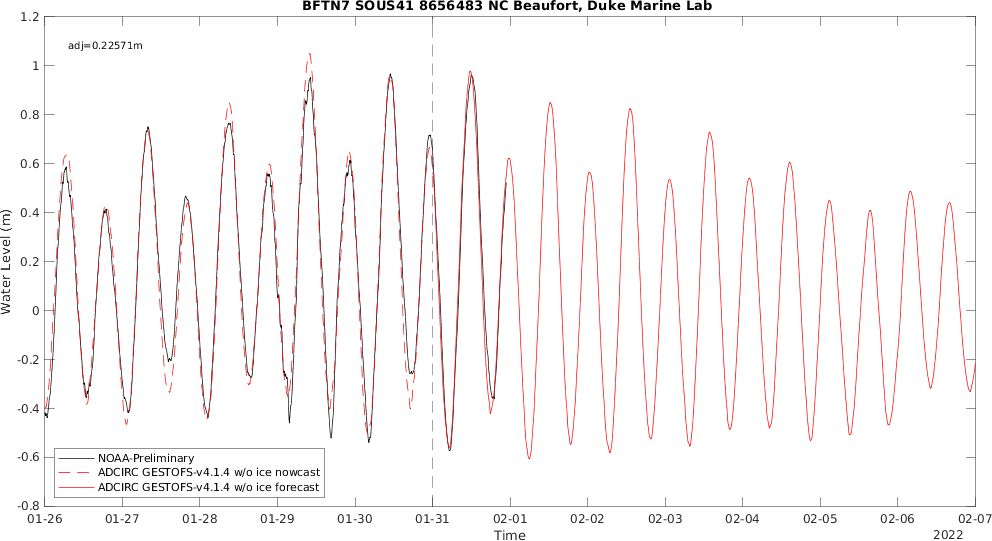 BFTN7 SOUS41 8656483 NC Beaufort, Duke Marine Lab
adj=0.22571m
Water Level (m)
1.2
1
0.8
0.6
0.4
0.2
0
-0.2
-0.4
-0.6
-0.8
NOAA-Preliminary
ADCIRC GESTOFS-v4.1.4 w/o ice nowcast
ADCIRC GESTOFS-v4.1.4 w/o ice forecast
01-26 01-27 01-28 01-29 01-30 01-31 02-01 02-02 02-03 02-04 02-05 02-06 02-07
Time
2022